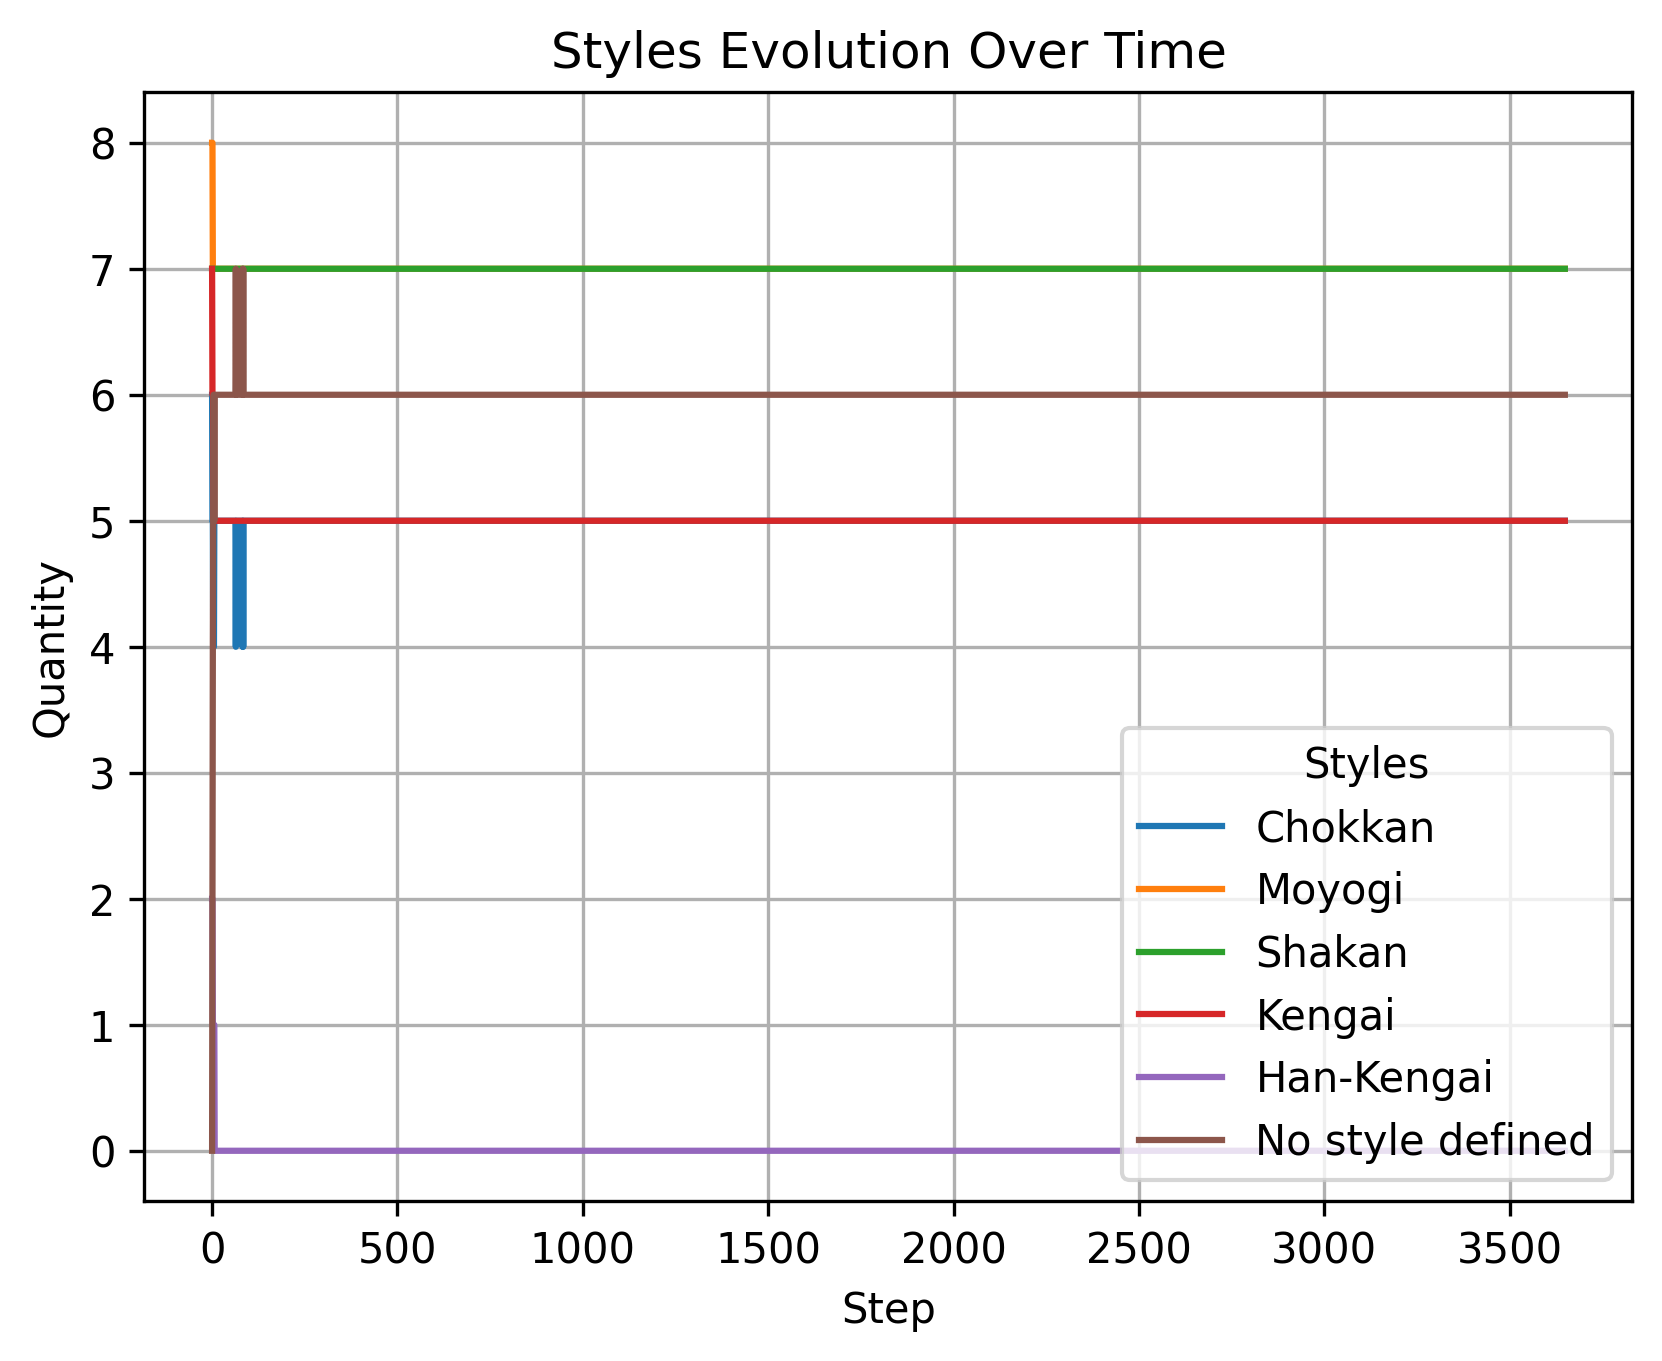 Styles Evolution Over Time
Quantity
8
7
6
5
4
3
2
1
0
Styles
Chokkan
Moyogi
Shakan
Kengai
Han-Kengai
No style defined
0 500 1000 1500 2000 2500 3000 3500
Step